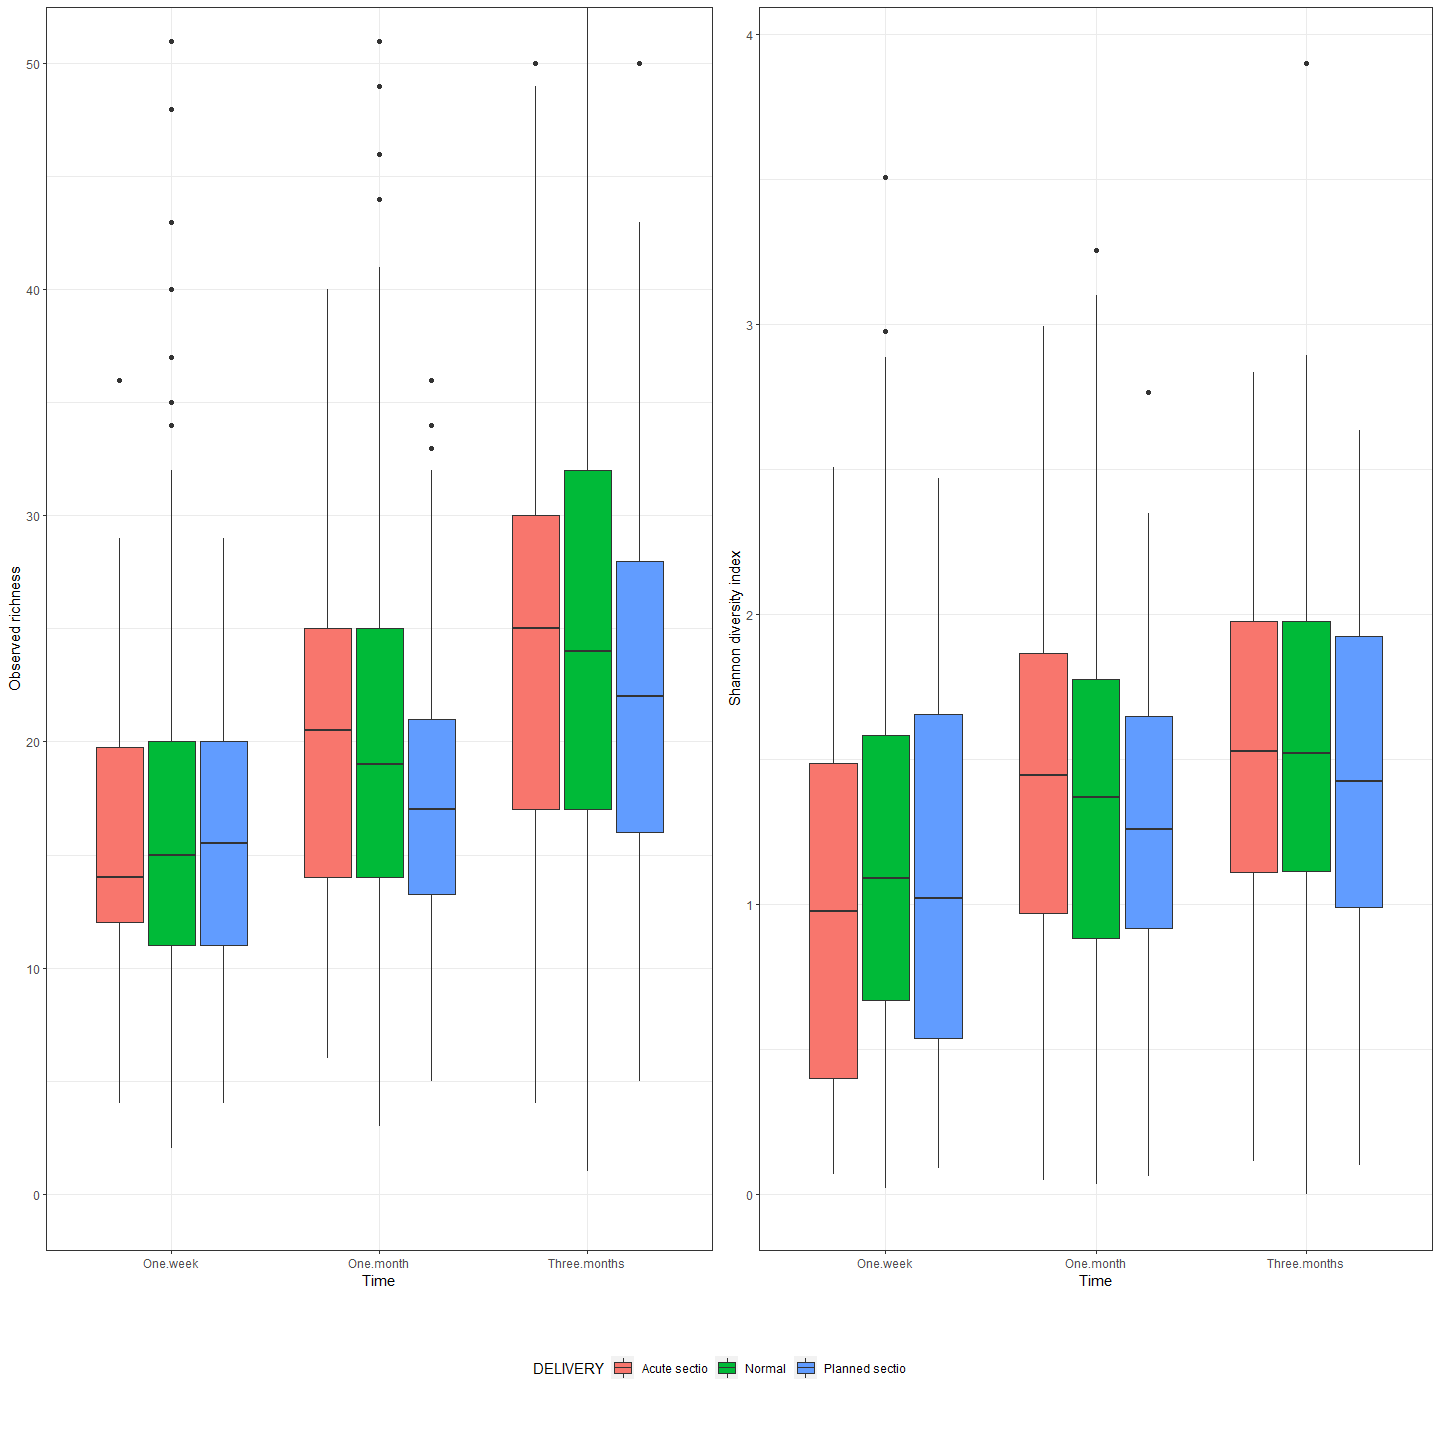 Observed richness
50
40
30
20
10
0
One.week
One.month
Three.months
Time
Shannon diversity index
4
3
2
1
0
One.week
One.month
Three.months
Time
DELIVERY
Acute sectio
Normal
Planned sectio